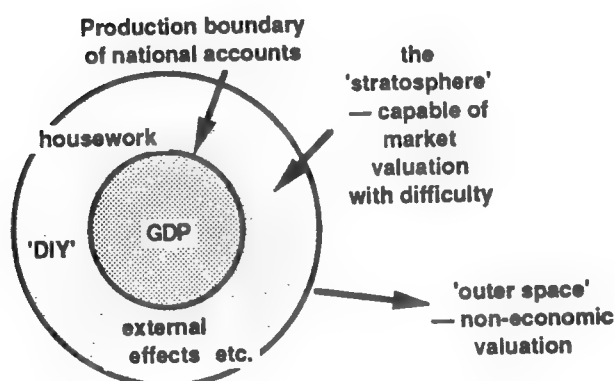 Production boundary
of national accounts
the
'stratosphere'
— capable of
market
valuation
with difficulty
housework
GDP
'DIY'
external
effects etc.
'outer space'
— non-economic
valuation